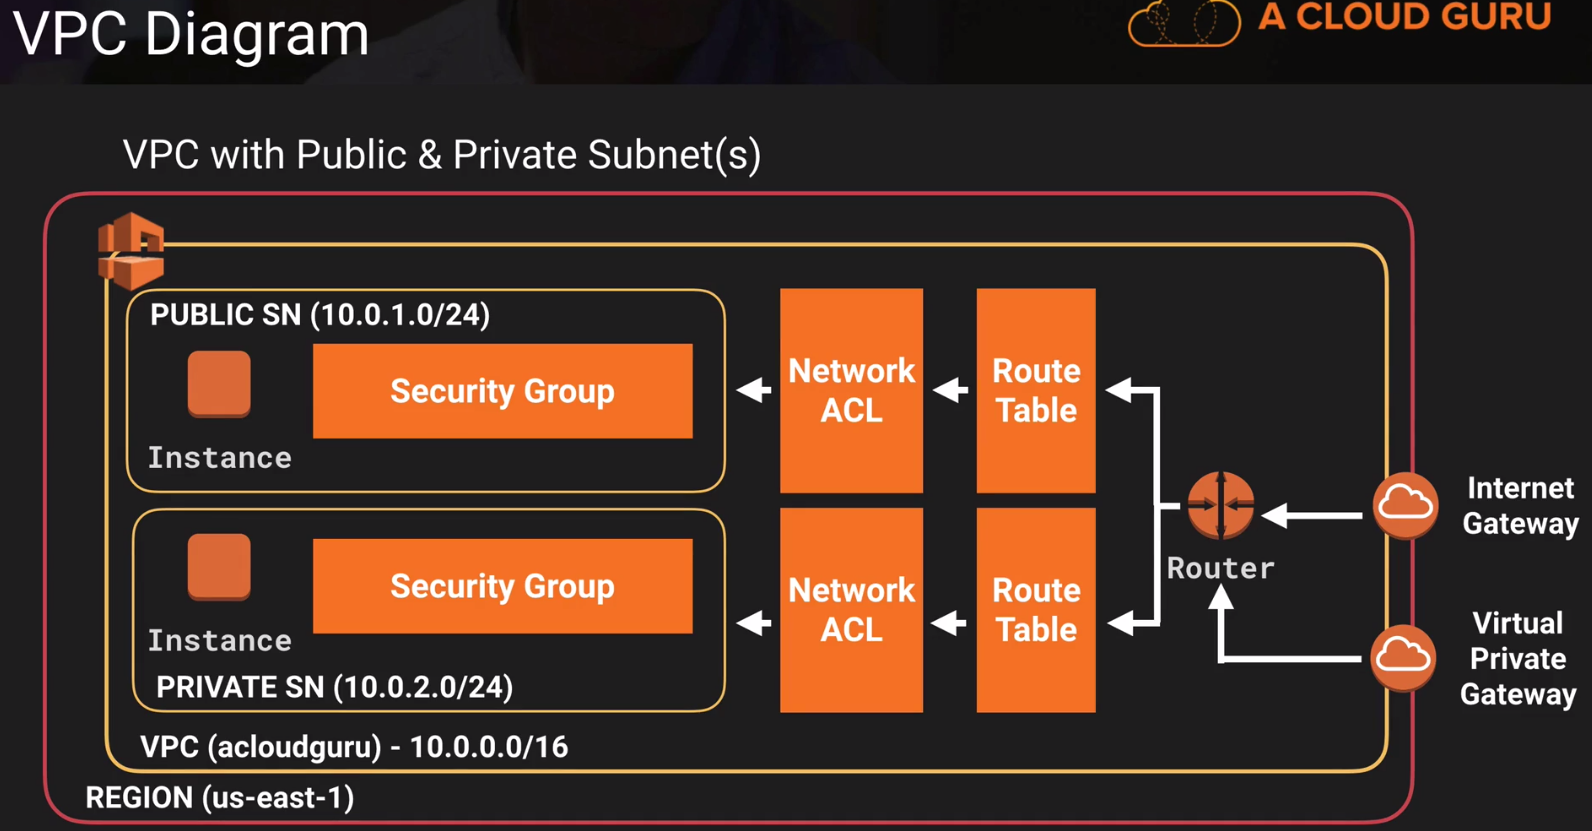 VPC Diagram
A CLOUD GURU
VPC with Public & Private Subnet(s)
PUBLIC SN (10.0.1.0/24)
Instance
Security Group
Network
ACL
Route
Table
Instance
Security Group
PRIVATE SN (10.0.2.0/24)
Network
ACL
Route
Table
Router
Internet
Gateway
Virtual
Private
Gateway
VPC (acloudguru) - 10.0.0.0/16
REGION (us-east-1)